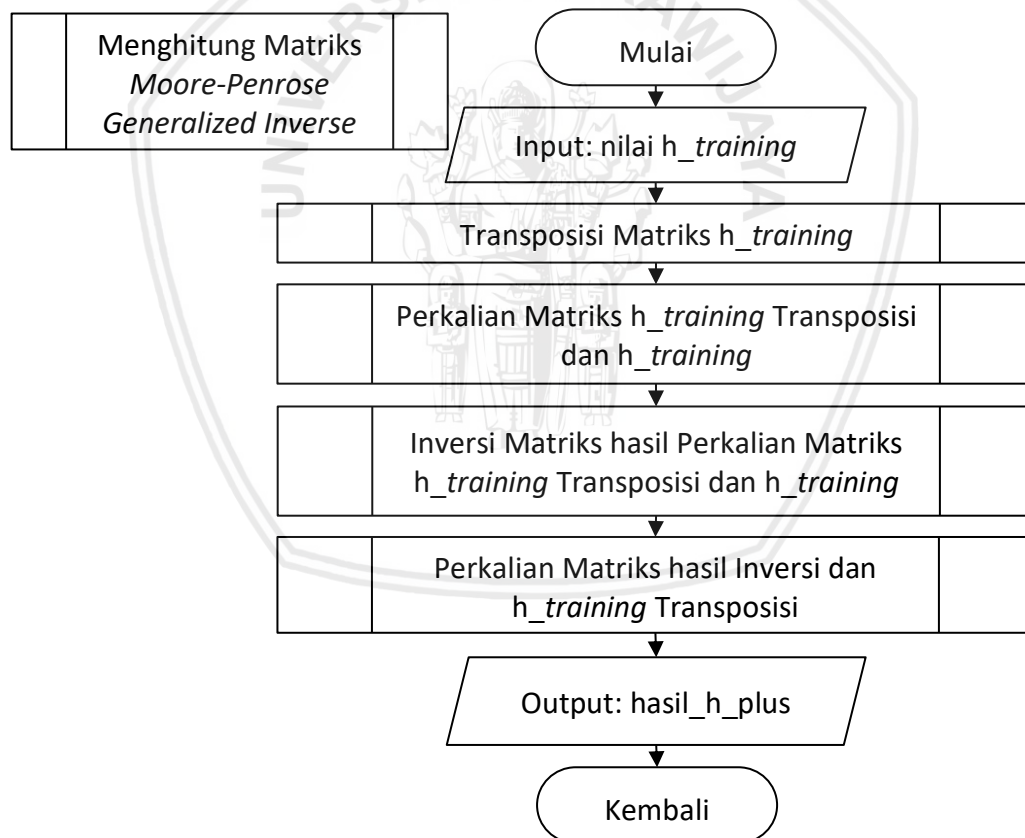 Menghitung Matriks
Moore-Penrose
Generalized Inverse
Mulai
Input: nilai h_training
Transposisi Matriks h_training
Perkalian Matriks h_training Transposisi
dan h_training
Inversi Matriks hasil Perkalian Matriks
h_training Transposisi dan h_training
Perkalian Matriks hasil Inversi dan
h_training Transposisi
Output: hasil_h_plus
Kembali